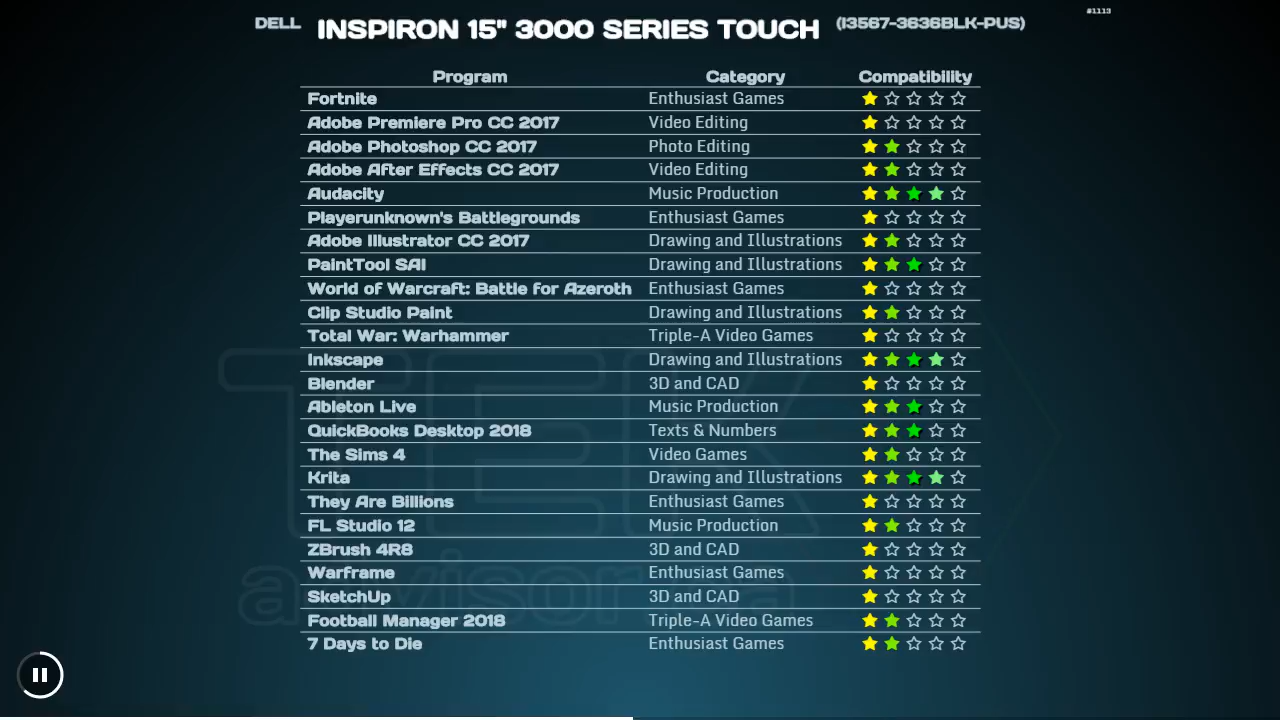 #1113
DELL INSPIRON 15" 3000 SERIES TOUCH (I3567-3636BLK-PUS)
Program Category Compatibility
Fortnite Enthusiast Games
Adobe Premiere Pro CC 2017 Video Editing
Adobe Photoshop CC 2017 Photo Editing
Adobe After Effects CC 2017 Video Editing
Audacity Music Production
Playerunknown's Battlegrounds Enthusiast Games
Adobe Illustrator CC 2017 Drawing and Illustrations
PaintTool SAI Drawing and Illustrations
World of Warcraft: Battle for Azeroth Enthusiast Games
Clip Studio Paint Drawing and Illustrations
Total War: Warhammer Triple-A Video Games
Inkscape Drawing and Illustrations
Blender 3D and CAD
Ableton Live Music Production
QuickBooks Desktop 2018 Texts & Numbers
The Sims 4 Video Games
Krita Drawing and Illustrations
They Are Billions Enthusiast Games
FL Studio 12 Music Production
ZBrush 4R8 3D and CAD
Warframe Enthusiast Games
SketchUp 3D and CAD
Football Manager 2018 Triple-A Video Games
7 Days to Die Enthusiast Games
TEK